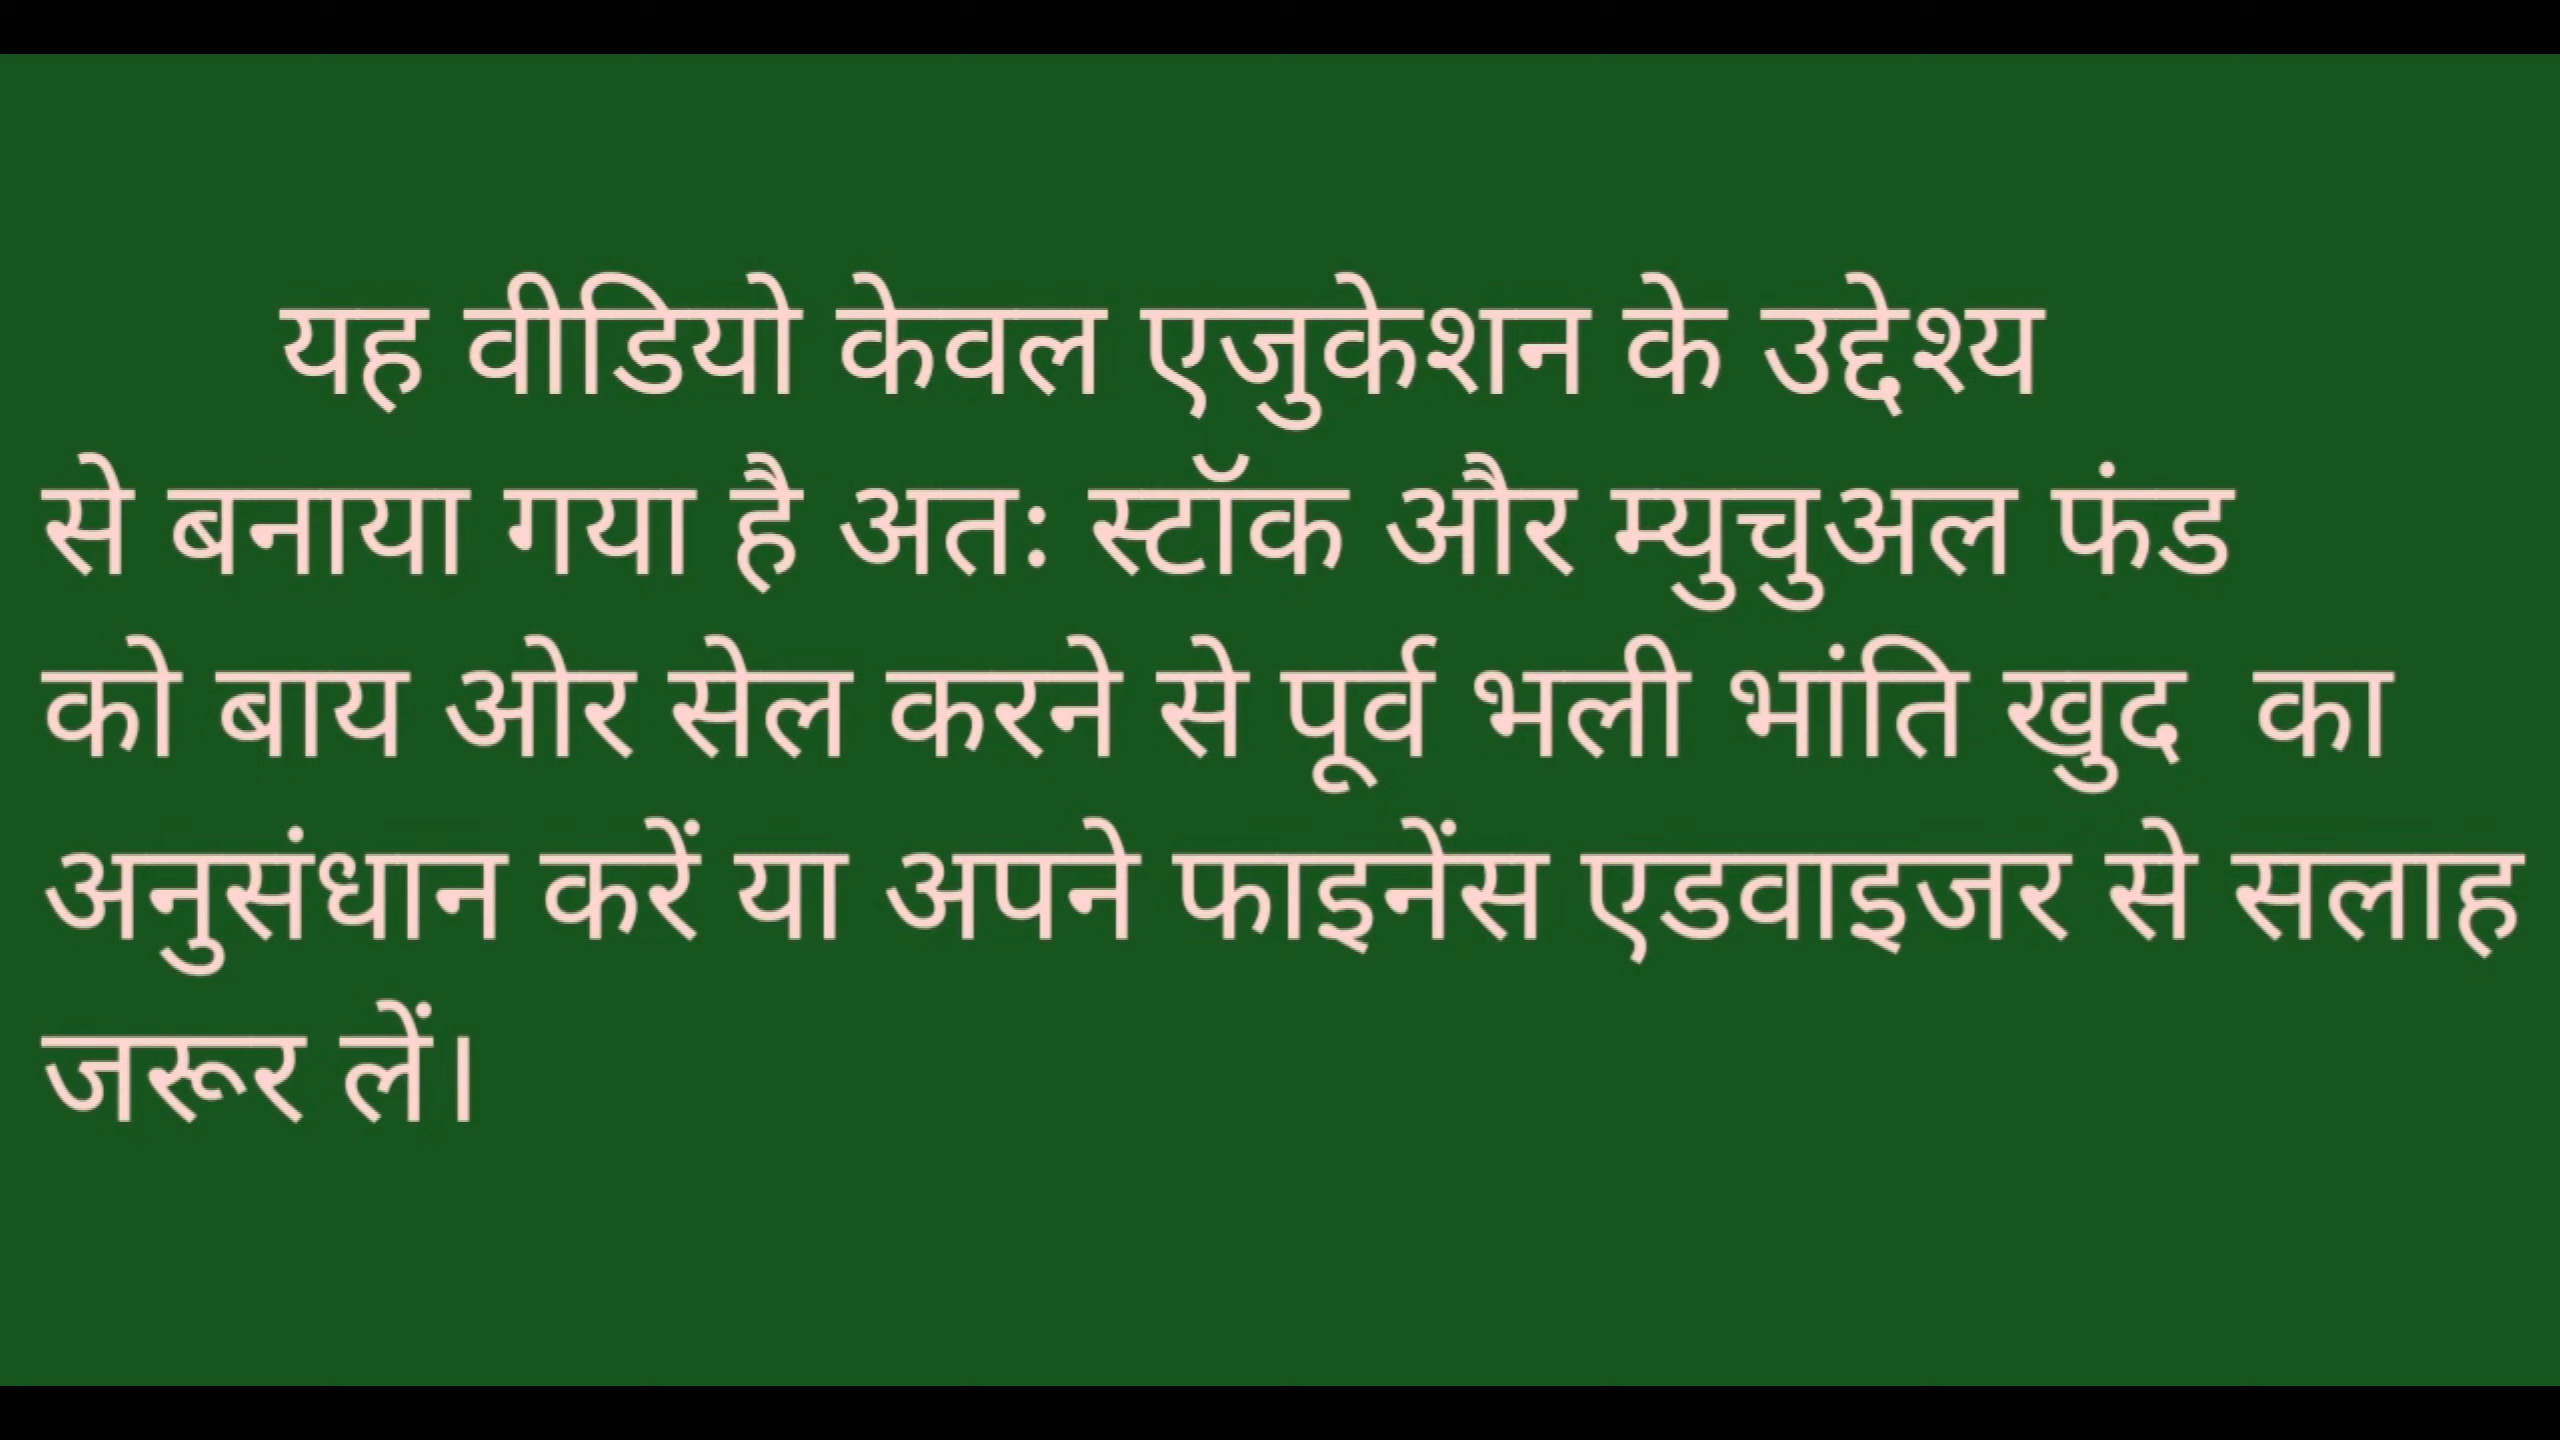 यह वीडियो केवल एजुकेशन के उद्देश्य
से बनाया गया है अतः स्टॉक और म्युचुअल फंड
को बाय ओर सेल करने से पूर्व भली भांति खुद  का
अनुसंधान करें या अपने फाइनेंस एडवाइजर से सलाह
जरूर लें।